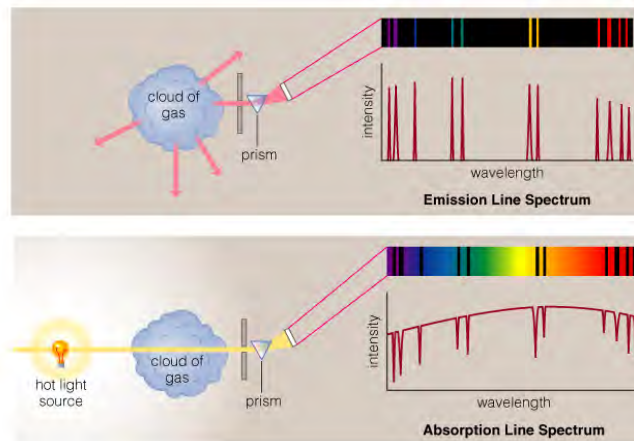 cloud of
gas
prism
intensity
wavelength
Emission Line Spectrum
hot light
source
cloud of
gas
prism
intensity
wavelength
Absorption Line Spectrum